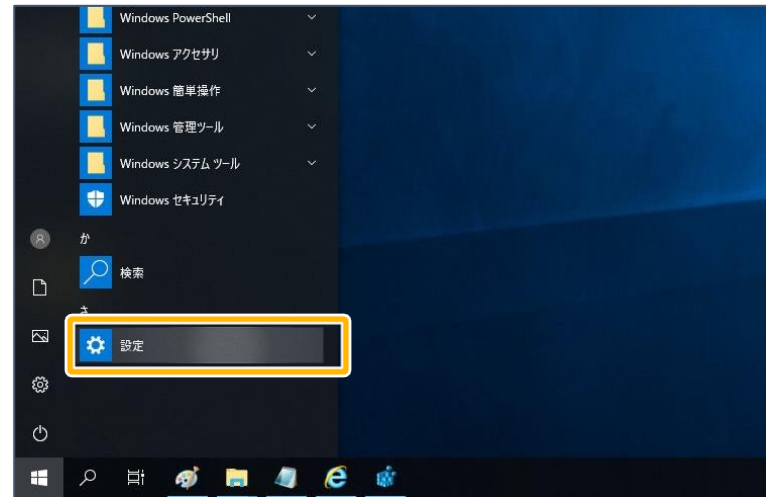 Windows PowerShell
Windows アクセサリ
Windows 簡単操作
Windows 管理ツール
Windows システム ツール
Windows セキュリティ
か
検索
さ
設定